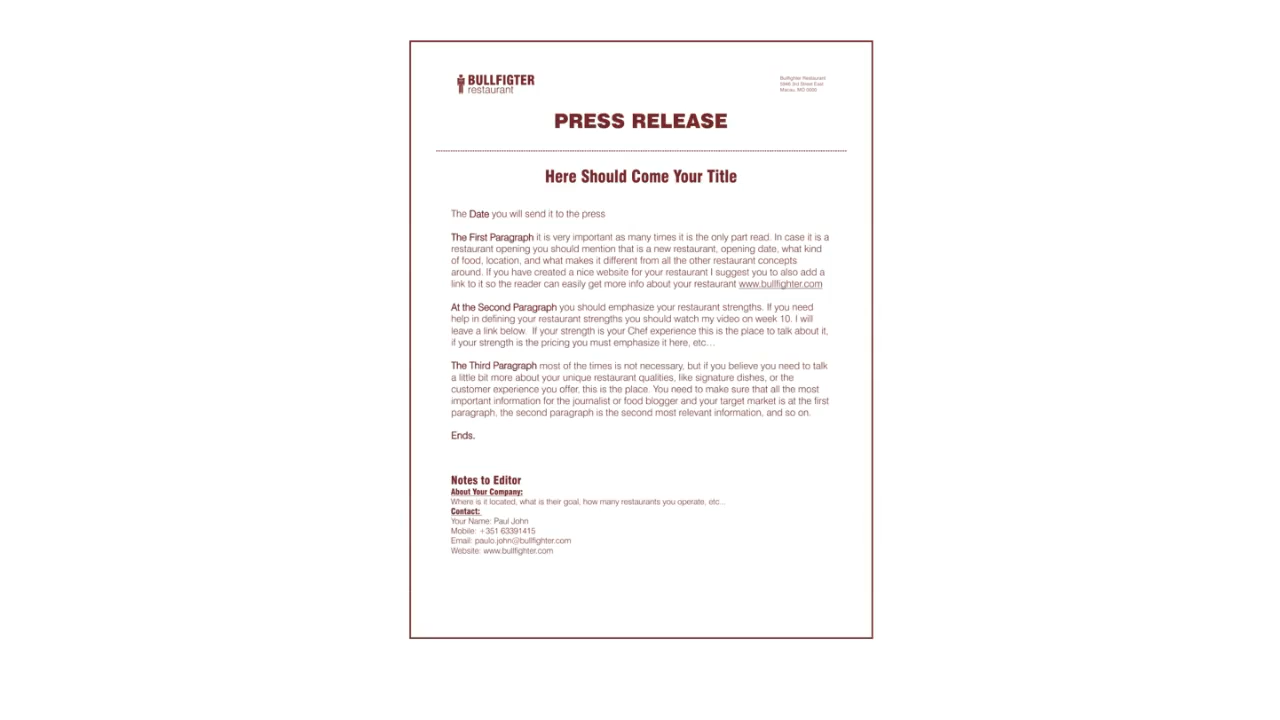 BULLFIGTER
restaurant
Bullfighter Restaurant
Macau, MO 0000
PRESS RELEASE
Here Should Come Your Title
The Date you will send it to the press
The First Paragraph it is very important as many times it is the only part read. In case it is a
restaurant opening you should mention that is a new restaurant, opening date, what kind
of food, location, and what makes it different from all the other restaurant concepts
around. If you have created a nice website for your restaurant I suggest you to also add a
link to it so the reader can easily get more info about your restaurant www.bullfighter.com
At the Second Paragraph you should emphasize your restaurant strengths. If you need
help in defining your restaurant strengths you should watch my video on week 10. I will
leave a link below. If your strength is your Chef experience this is the place to talk about it,
if your strength is the pricing you must emphasize it here, etc…
The Third Paragraph most of the times is not necessary, but if you believe you need to talk
a little bit more about your unique restaurant qualities, like signature dishes, or the
customer experience you offer, this is the place. You need to make sure that all the most
important information for the journalist or food blogger and your target market is at the first
paragraph, the second paragraph is the second most relevant information, and so on.
Ends.
Notes to Editor
About Your Company:
Where is it located, what is their goal, how many restaurants you operate, etc...
Contact:
Your Name: Paul John
Mobile: +351 63391415
Email: paulo.john@bullfighter.com
Website: www.bullfighter.com